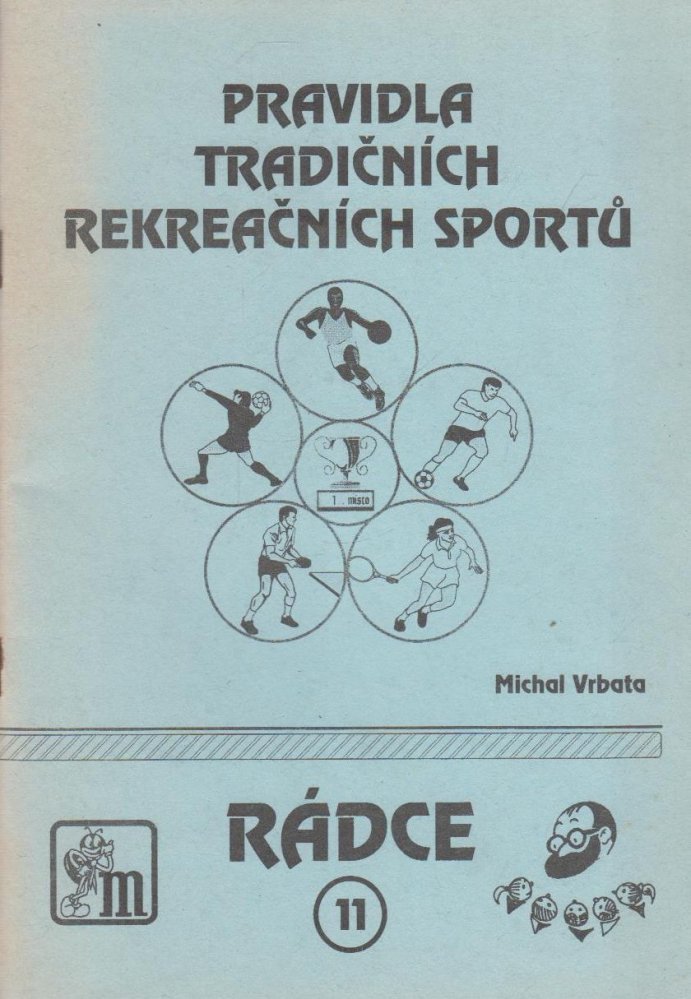 PRAVIDLA
TRADIČNÍCH
REKREAČNÍCH SPORTŮ
1. MÍSTO
Michal Vrbata
RÁDCE
m
11